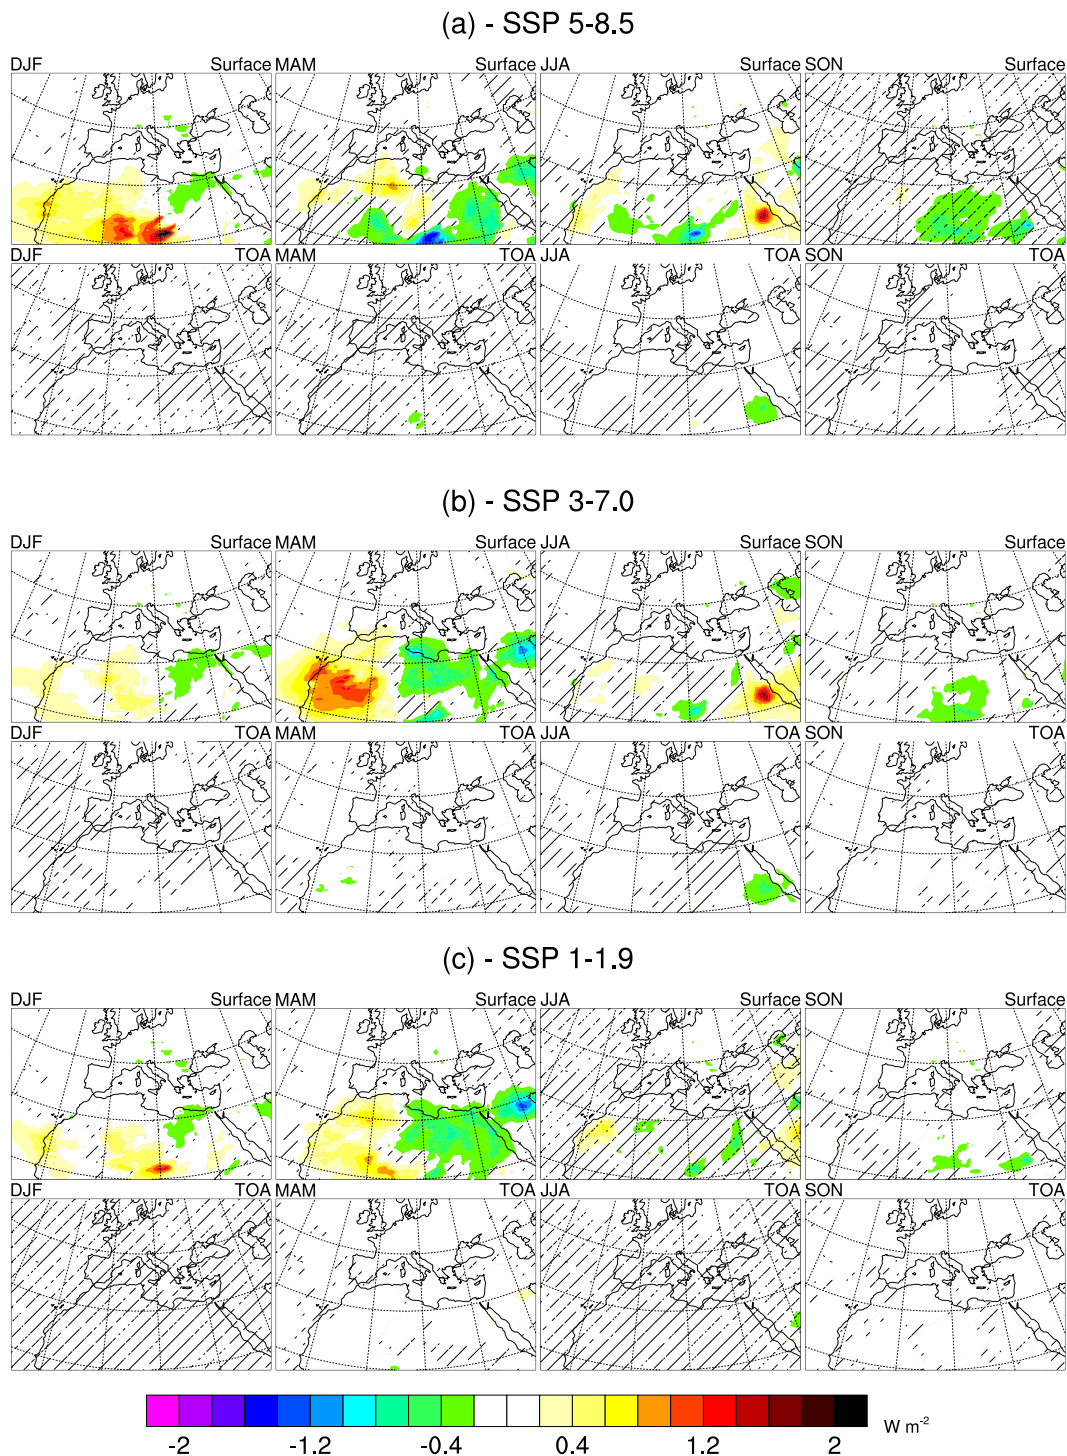 (a) - SSP 5-8.5
DJF Surface MAM Surface JJA Surface SON Surface
DJF TOA MAM TOA JJA TOA SON TOA
(b) - SSP 3-7.0
DJF Surface MAM Surface JJA Surface SON Surface
DJF TOA MAM TOA JJA TOA SON TOA
(c) - SSP 1-1.9
DJF Surface MAM Surface JJA Surface SON Surface
DJF TOA MAM TOA JJA TOA SON TOA
-2 -1.2 -0.4 0.4 1.2 2 W m⁻²